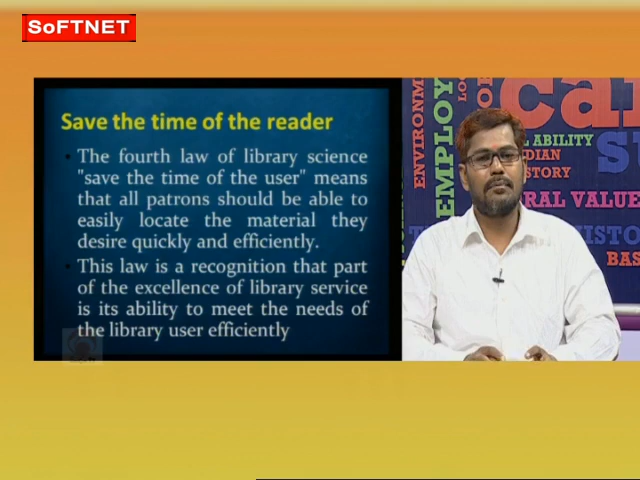 SoFTNET
Save the time of the reader
The fourth law of library science
"save the time of the user" means
that all patrons should be able to
easily locate the material they
desire quickly and efficiently.
This law is a recognition that part
of the excellence of library service
is its ability to meet the needs of
the library user efficiently
ENVIRONM
EMPLOY
L ABILITY
DIAN
STORY
RAL VALUE
HISTO
BAS